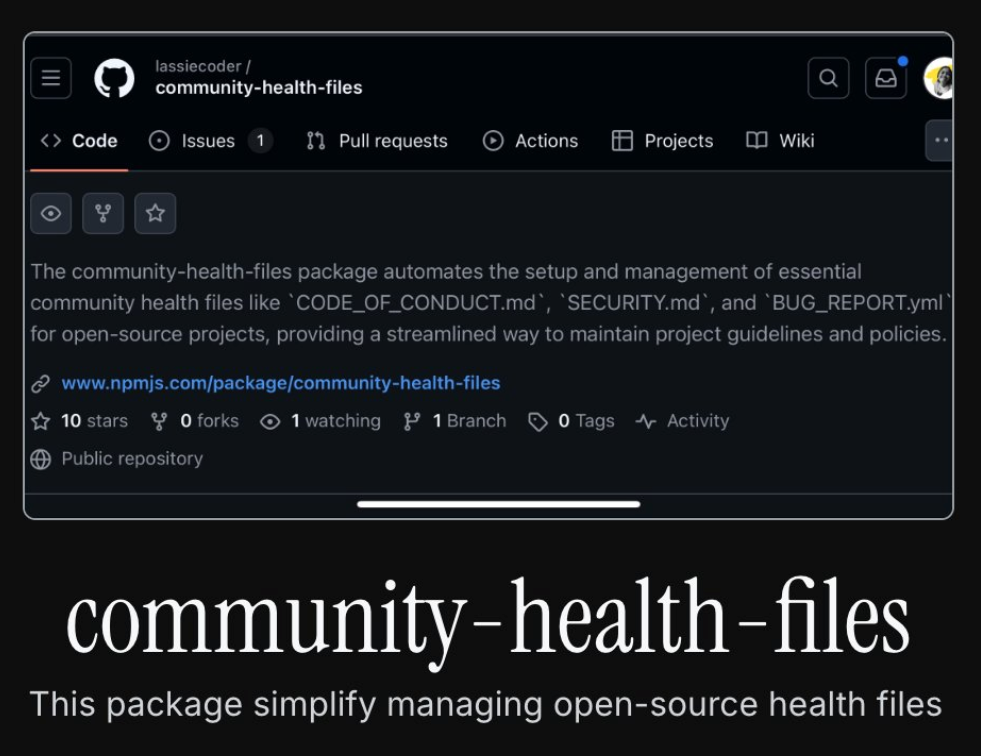 lassiecoder /
community-health-files
Code Issues 1 Pull requests Actions Projects Wiki
The community-health-files package automates the setup and management of essential
community health files like `CODE_OF_CONDUCT.md`, `SECURITY.md`, and `BUG_REPORT.yml`
for open-source projects, providing a streamlined way to maintain project guidelines and policies.
www.npmjs.com/package/community-health-files
10 stars 0 forks 1 watching 1 Branch 0 Tags Activity
Public repository
community-health-files
This package simplify managing open-source health files